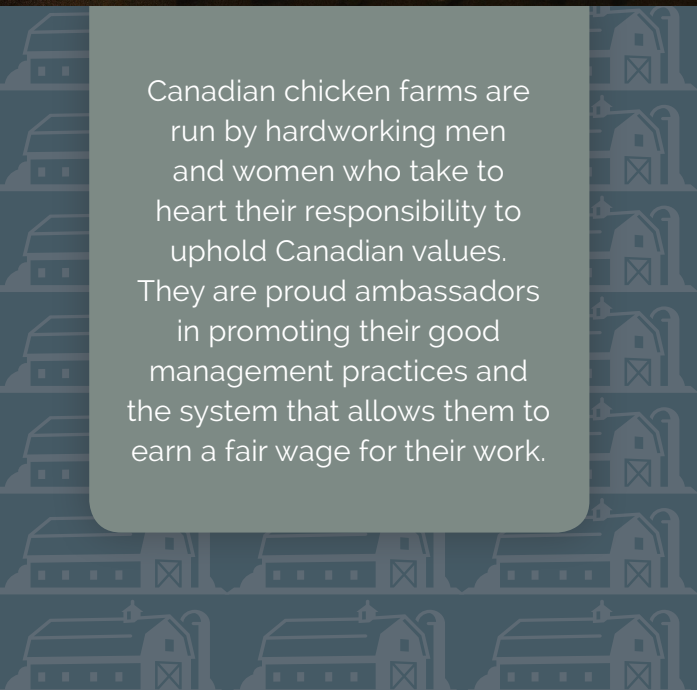 Canadian chicken farms are
run by hardworking men
and women who take to
heart their responsibility to
uphold Canadian values.
They are proud ambassadors
in promoting their good
management practices and
the system that allows them to
earn a fair wage for their work.